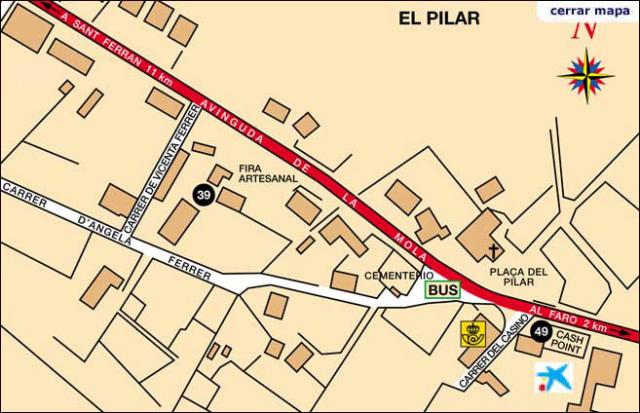 cerrar mapa
EL PILAR
N
A SANT FERRAN 11 km
AVINGUDA DE LA MOLA
CARRER DE VICENTA FERRER
FIRA
ARTESANAL
39
CARRER D'ANGELA FERRER
CEMENTERIO
BUS
PLAÇA DEL
PILAR
AL FARO 2 km
49
CASH
POINT
CARRER DEL CASINO